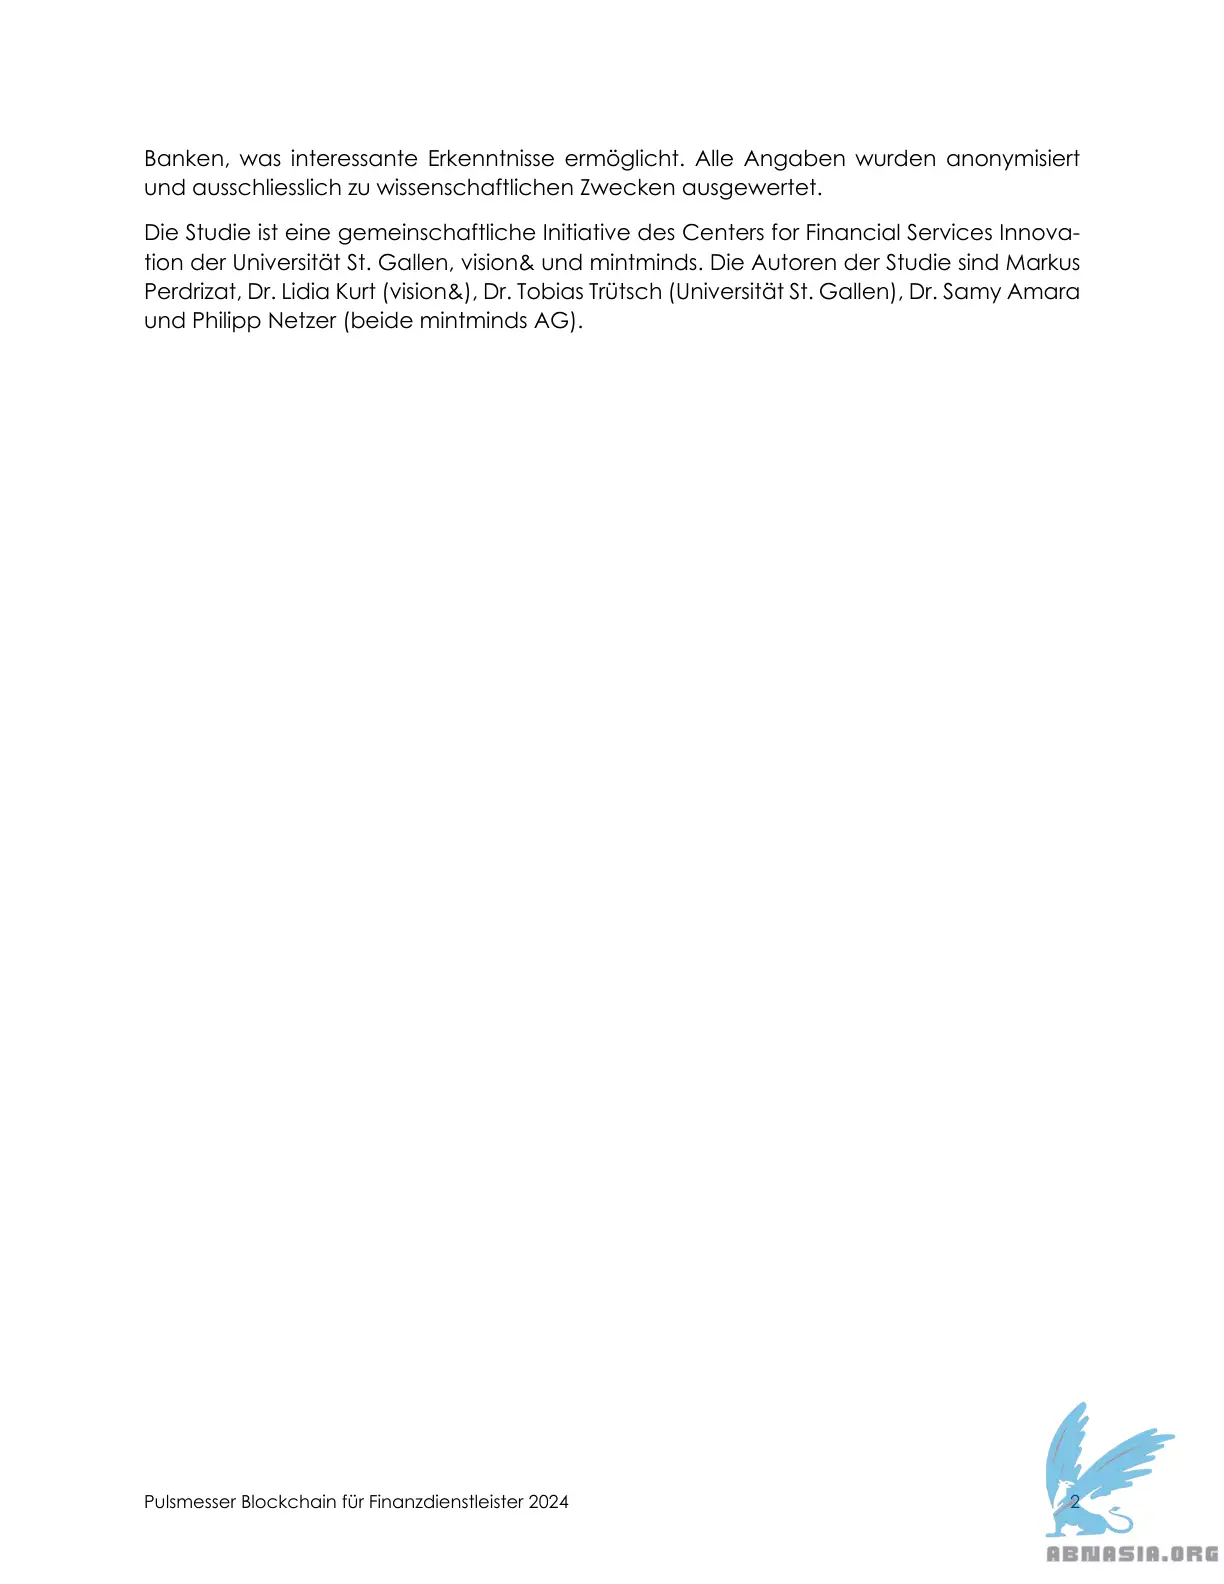 Banken, was interessante Erkenntnisse ermöglicht. Alle Angaben wurden anonymisiert
und ausschliesslich zu wissenschaftlichen Zwecken ausgewertet.
Die Studie ist eine gemeinschaftliche Initiative des Centers for Financial Services Innova-
tion der Universität St. Gallen, vision& und mintminds. Die Autoren der Studie sind Markus
Perdrizat, Dr. Lidia Kurt (vision&), Dr. Tobias Trütsch (Universität St. Gallen), Dr. Samy Amara
und Philipp Netzer (beide mintminds AG).
Pulsmesser Blockchain für Finanzdienstleister 2024
2
ABNASIA.ORG